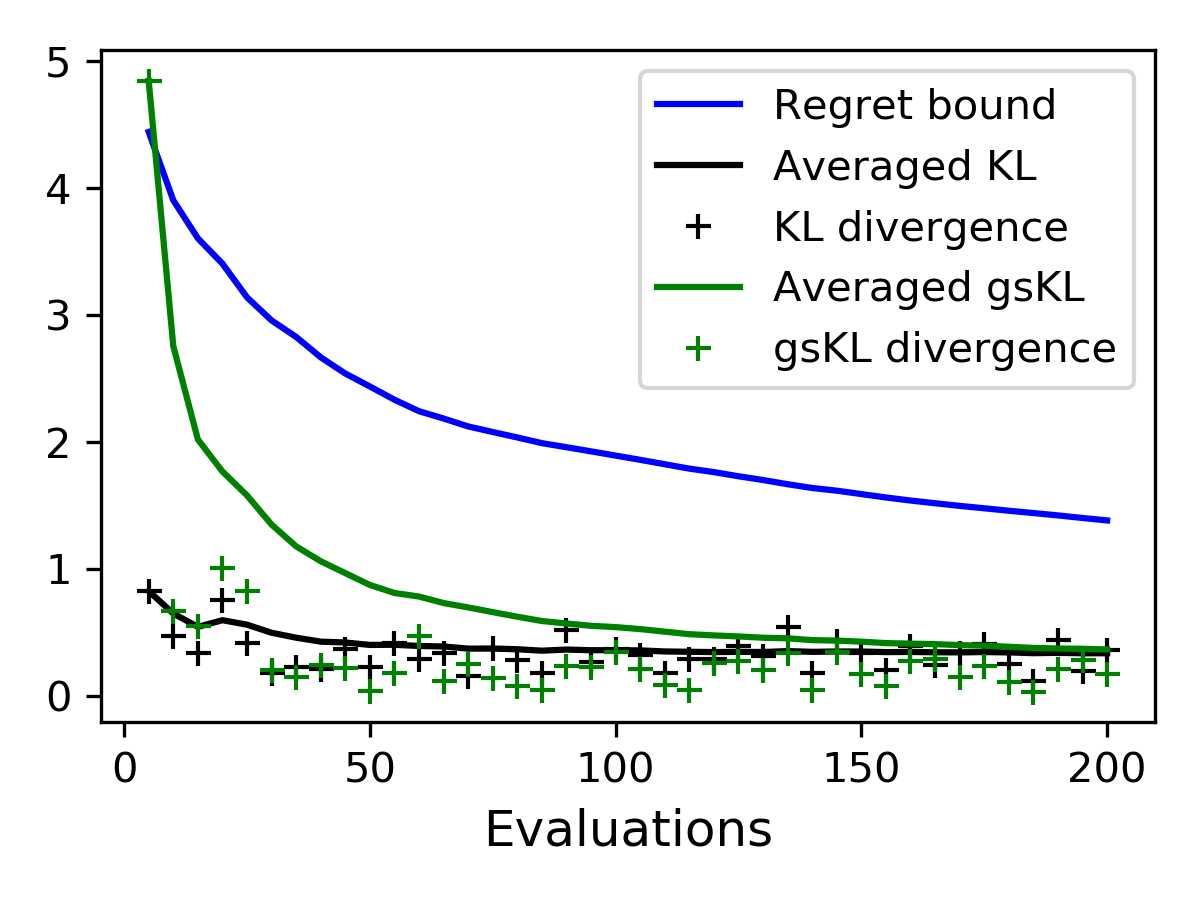 5
4
3
2
1
0
Regret bound
Averaged KL
KL divergence
Averaged gsKL
gsKL divergence
0 50 100 150 200
Evaluations